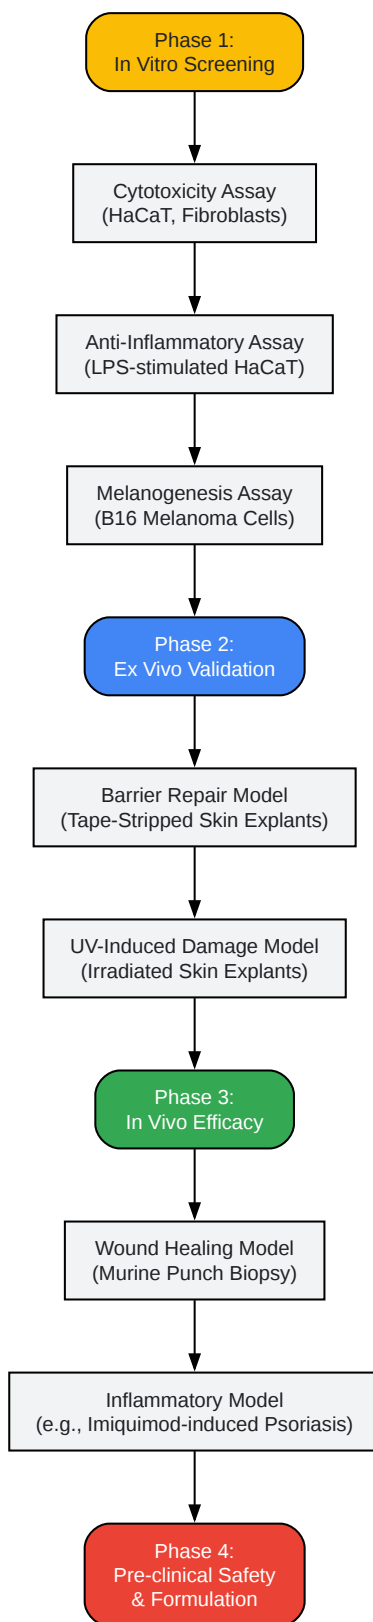 Phase 1:
In Vitro Screening
Cytotoxicity Assay
(HaCaT, Fibroblasts)
Anti-Inflammatory Assay
(LPS-stimulated HaCaT)
Melanogenesis Assay
(B16 Melanoma Cells)
Phase 2:
Ex Vivo Validation
Barrier Repair Model
(Tape-Stripped Skin Explants)
UV-Induced Damage Model
(Irradiated Skin Explants)
Phase 3:
In Vivo Efficacy
Wound Healing Model
(Murine Punch Biopsy)
Inflammatory Model
(e.g., Imiquimod-induced Psoriasis)
Phase 4:
Pre-clinical Safety
& Formulation